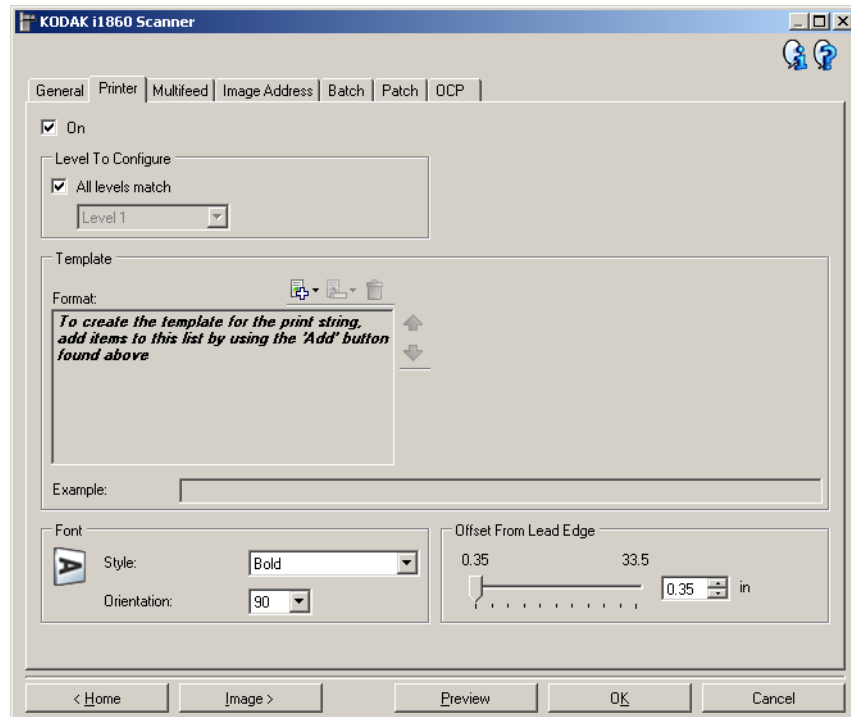 KODAK i1860 Scanner
General Printer Multifeed Image Address Batch Patch OCP
On
Level To Configure
All levels match
Level 1
Template
Format:
To create the template for the print string,
add items to this list by using the 'Add' button
found above
Example:
Font
Style: Bold
Orientation: 90
Offset From Lead Edge
0.35 33.5
0.35 in
< Home Image > Preview OK Cancel